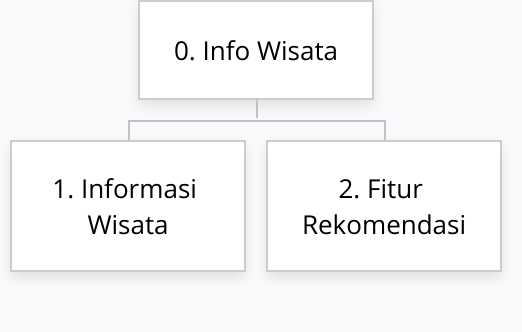 0. Info Wisata
1. Informasi
Wisata
2. Fitur
Rekomendasi